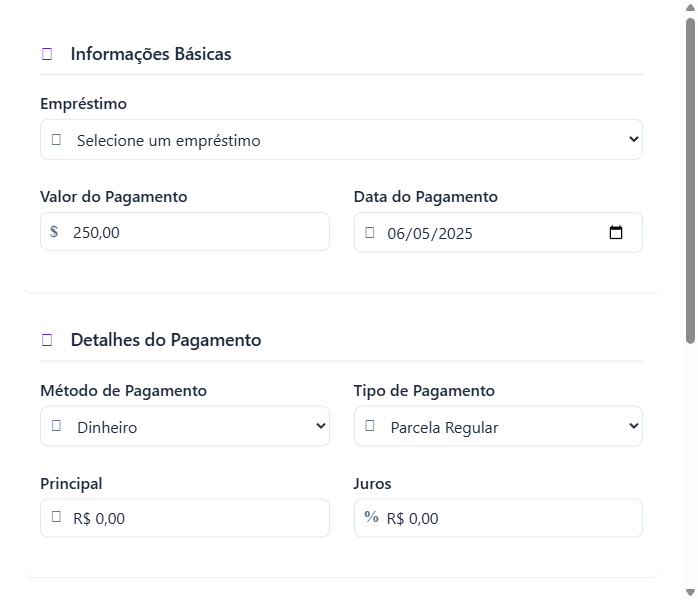 Informações Básicas
Empréstimo
Selecione um empréstimo
Valor do Pagamento
Data do Pagamento
$ 250,00
06/05/2025
Detalhes do Pagamento
Método de Pagamento
Tipo de Pagamento
Dinheiro
Parcela Regular
Principal
Juros
R$ 0,00
% R$ 0,00